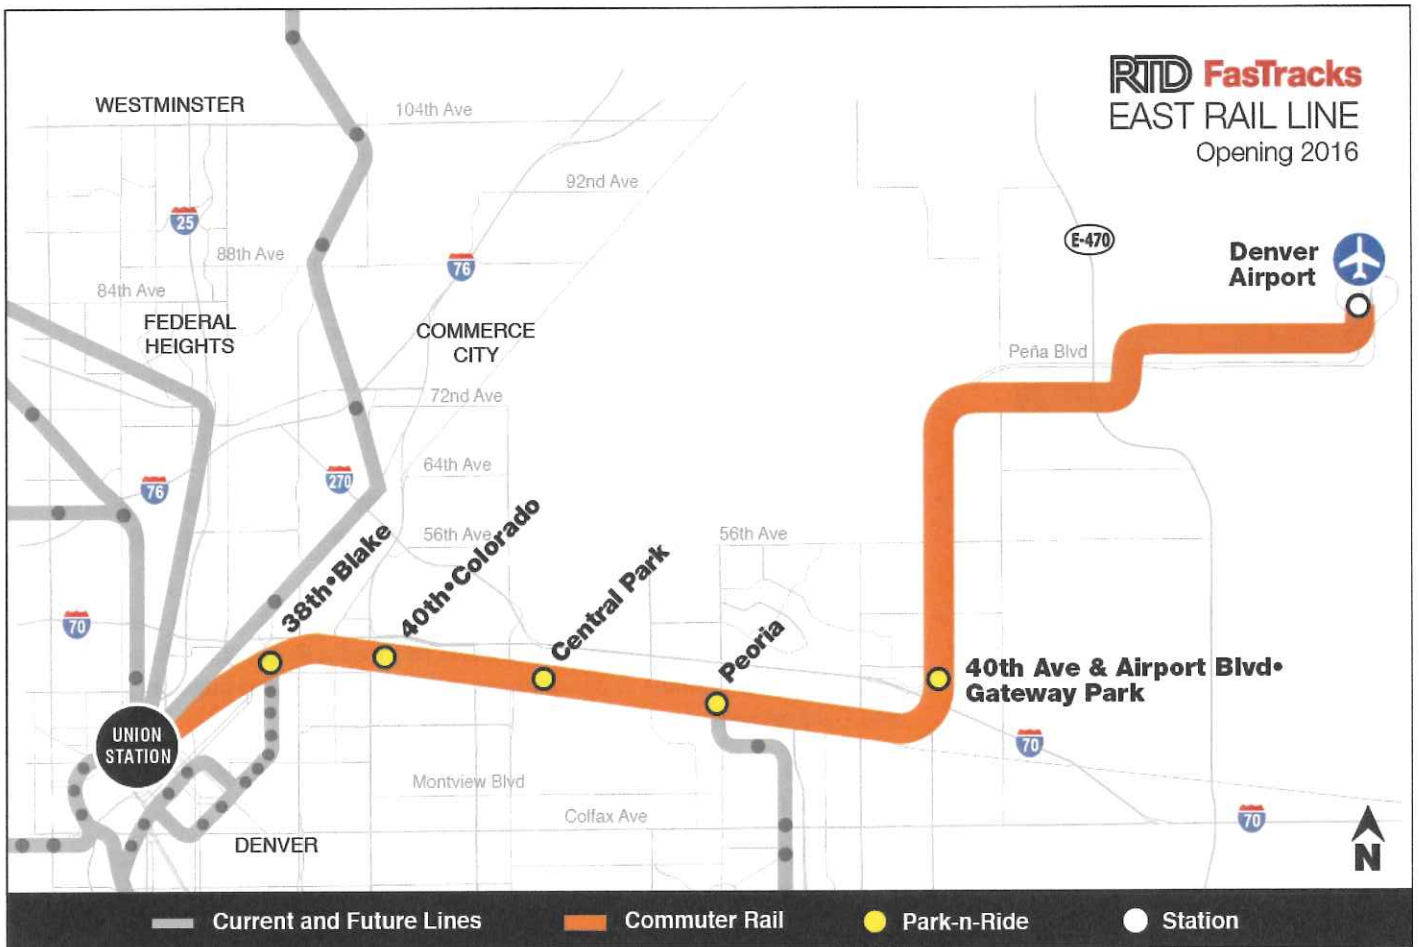 RTD FasTracks
EAST RAIL LINE
Opening 2016
WESTMINSTER
104th Ave
92nd Ave
25
E-470
88th Ave
76
Denver
Airport
84th Ave
FEDERAL
HEIGHTS
COMMERCE
CITY
Peña Blvd
72nd Ave
64th Ave
270
76
56th Ave
56th Ave
38th•Blake
40th•Colorado
Central Park
Peoria
70
40th Ave & Airport Blvd•
Gateway Park
UNION
STATION
70
Montview Blvd
Colfax Ave
70
DENVER
N
Current and Future Lines
Commuter Rail
Park-n-Ride
Station